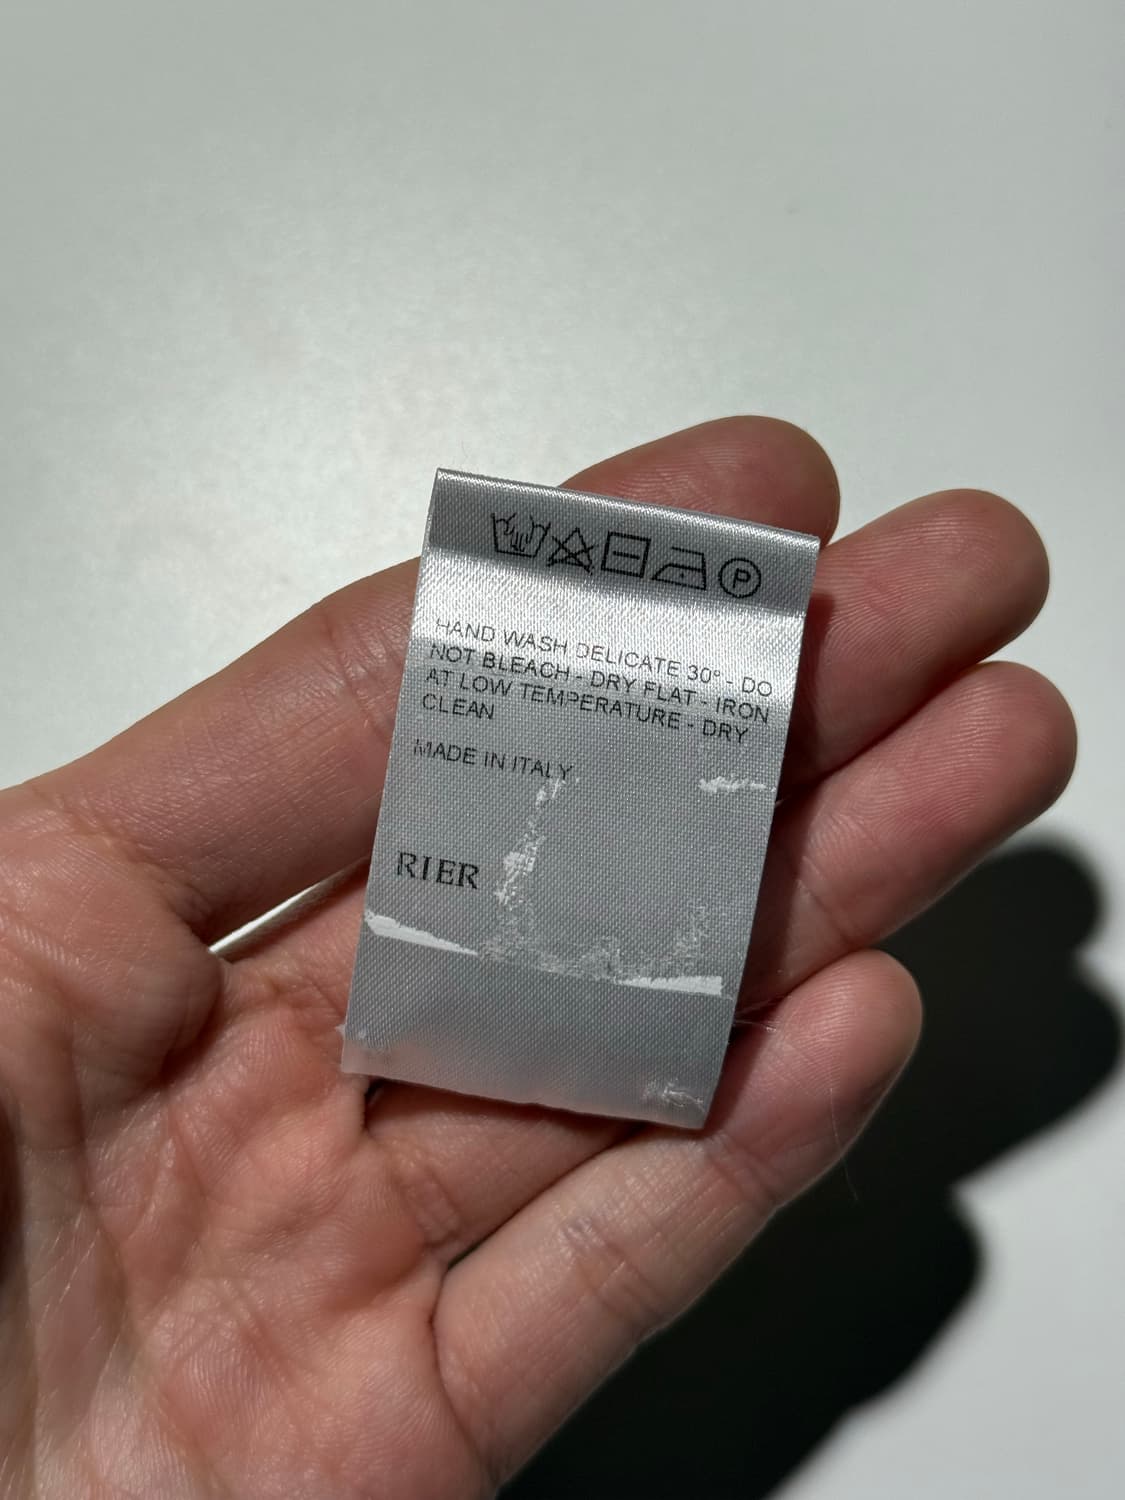 P
HAND WASH DELICATE 30° - DO
NOT BLEACH - DRY FLAT - IRON
AT LOW TEMPERATURE - DRY
CLEAN
MADE IN ITALY
RIER